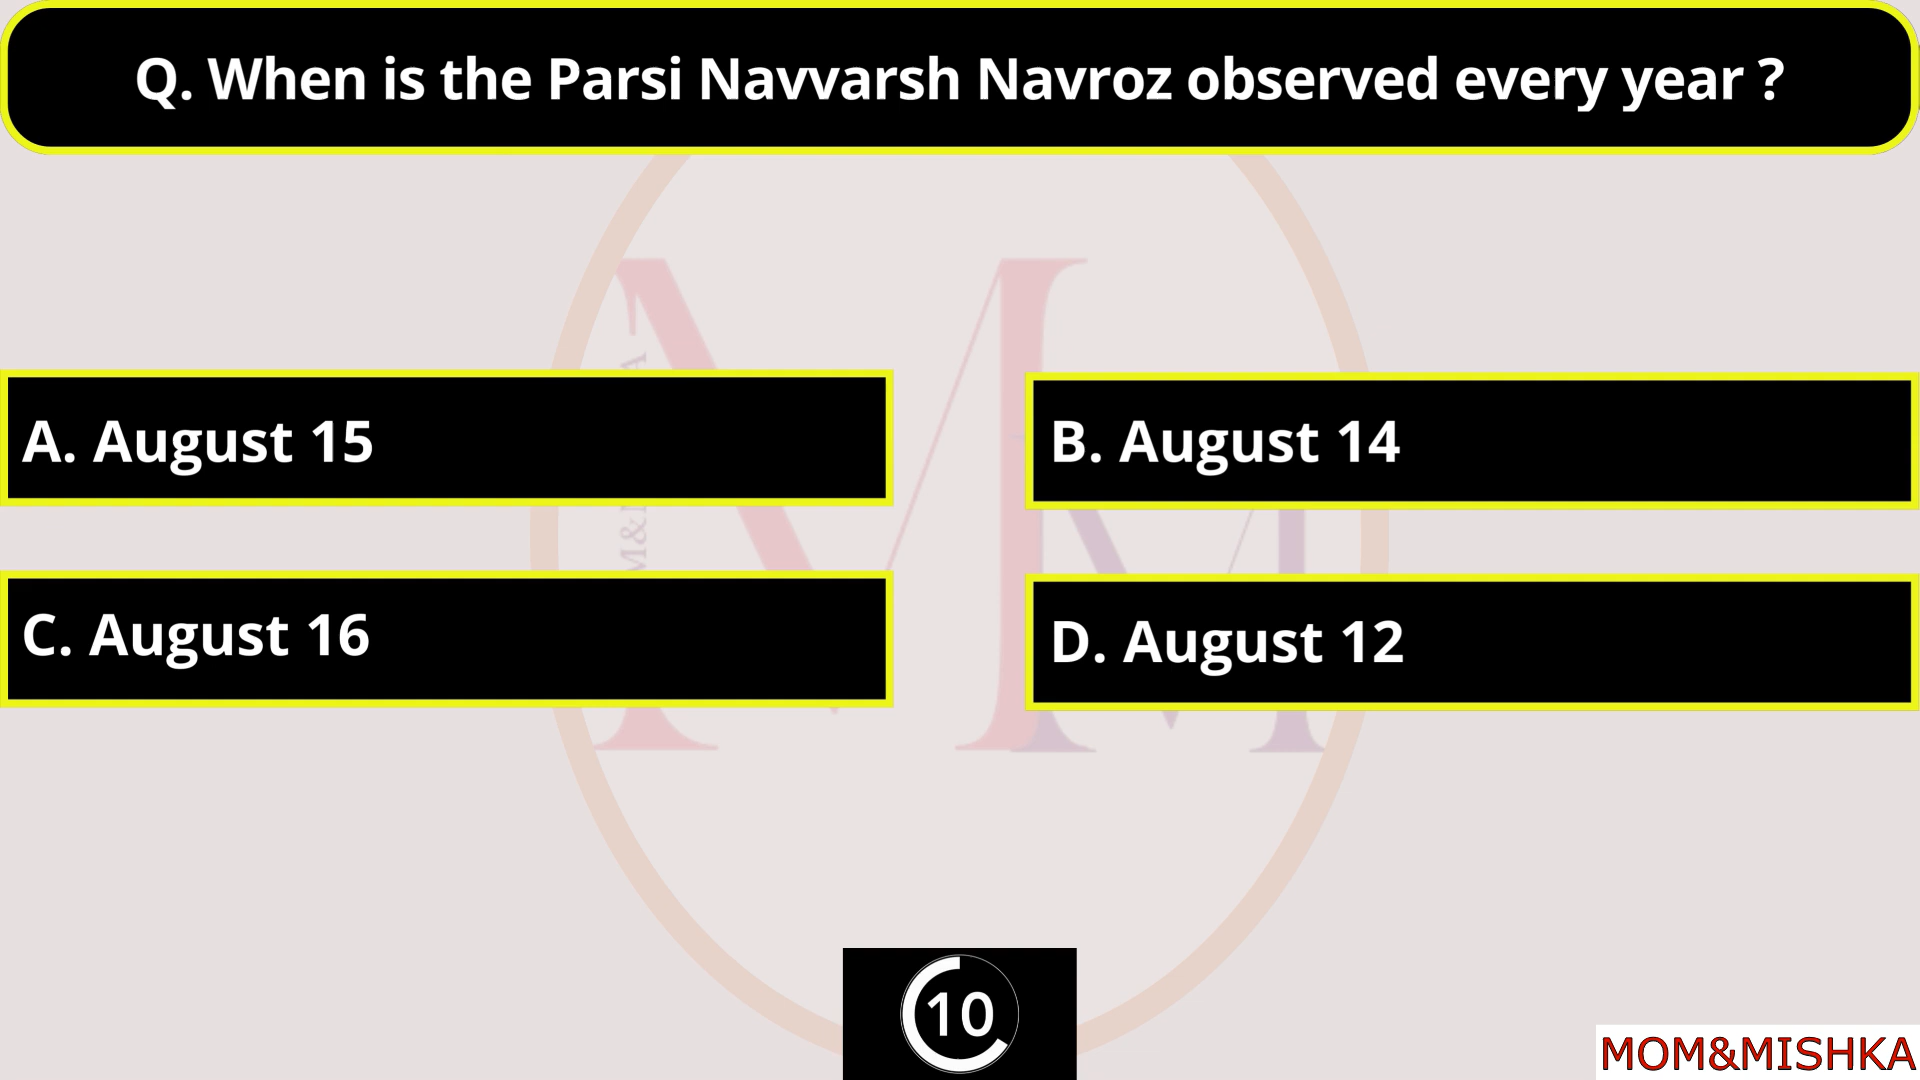 Q. When is the Parsi Navvarsh Navroz observed every year ?
A. August 15
B. August 14
C. August 16
D. August 12
10
MOM&MISHKA